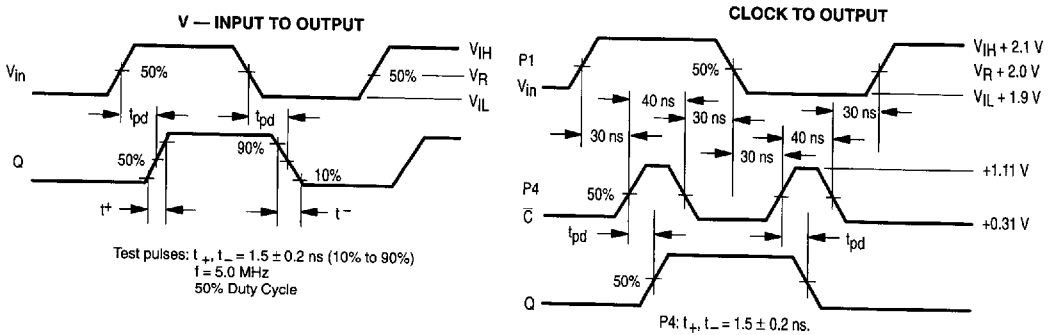 V — INPUT TO OUTPUT
Vin
50%
50%
VIH
VR
VIL
tpd
tpd
Q
50%
90%
10%
t+
t−
Test pulses: t+, t− = 1.5 ± 0.2 ns (10% to 90%)
f = 5.0 MHz
50% Duty Cycle
CLOCK TO OUTPUT
P1
Vin
50%
VIH + 2.1 V
VR + 2.0 V
VIL + 1.9 V
40 ns
30 ns
30 ns
30 ns
40 ns
30 ns
P4
C̅
50%
+1.11 V
+0.31 V
tpd
tpd
Q
50%
P4: t+, t− = 1.5 ± 0.2 ns.